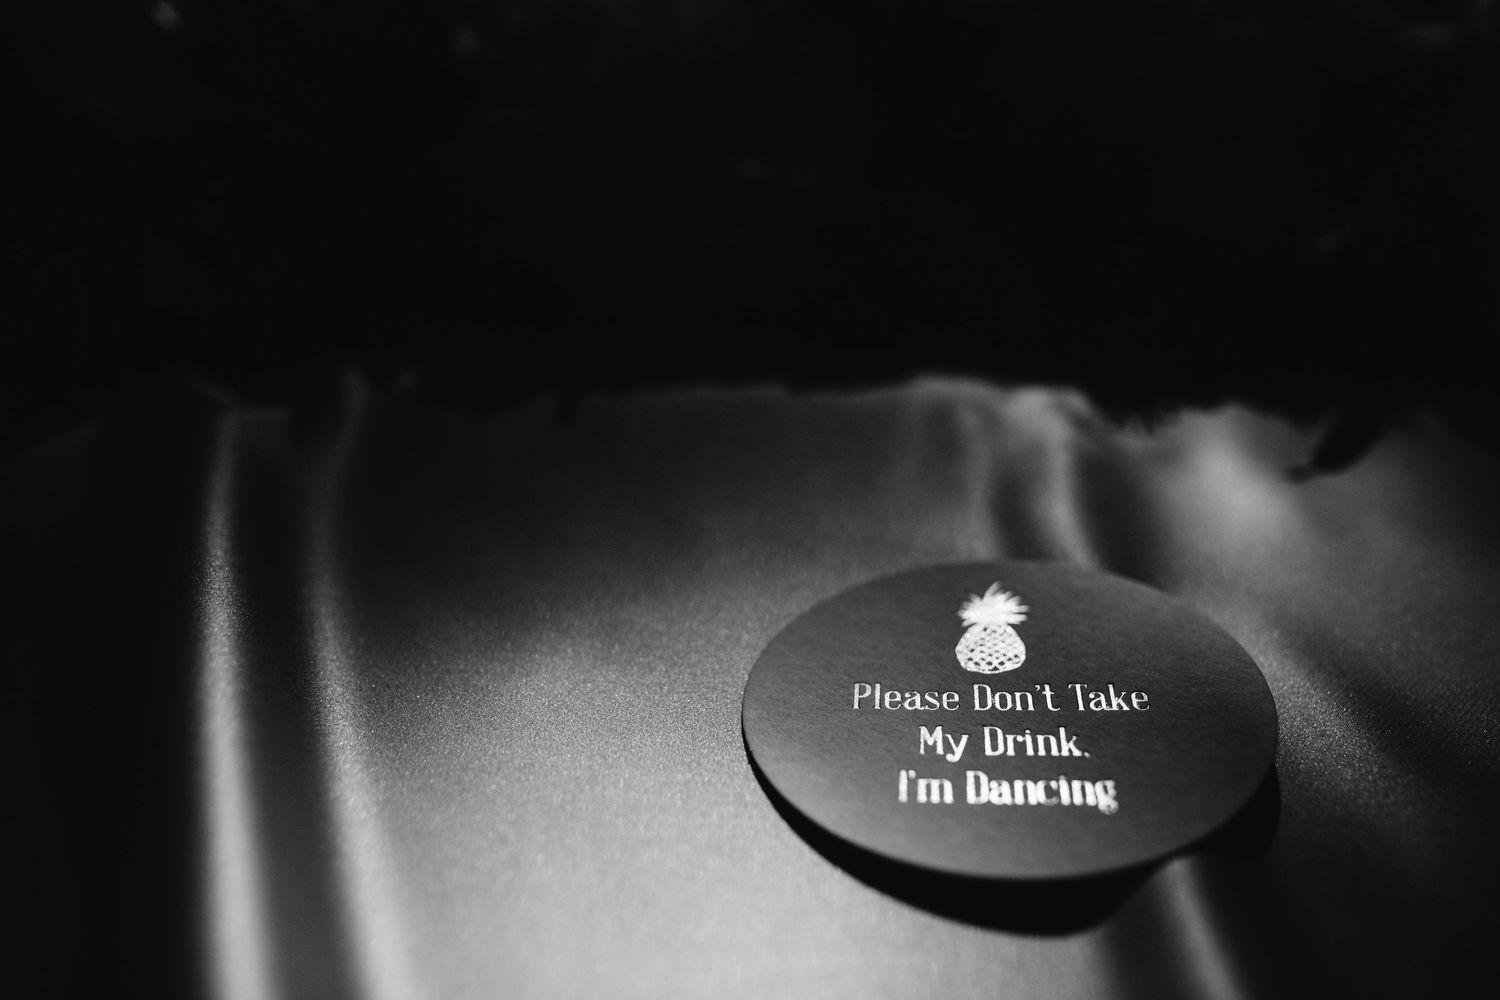 Please Don't Take
My Drink.
I'm Dancing